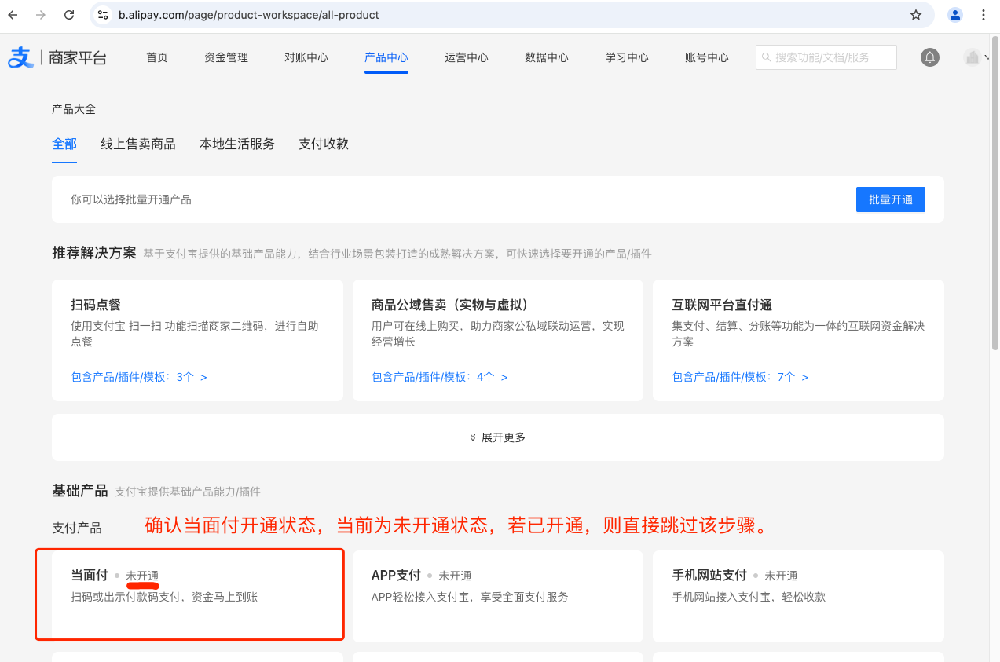 b.alipay.com/page/product-workspace/all-product
支 商家平台 首页 资金管理 对账中心 产品中心 运营中心 数据中心 学习中心 账号中心 搜索功能/文档/服务
产品大全
全部 线上售卖商品 本地生活服务 支付收款
你可以选择批量开通产品 批量开通
推荐解决方案 基于支付宝提供的基础产品能力，结合行业场景包装打造的成熟解决方案，可快速选择要开通的产品/插件
扫码点餐
使用支付宝 扫一扫 功能扫描商家二维码，进行自助
点餐
包含产品/插件/模板：3个 >
商品公域售卖（实物与虚拟）
用户可在线上购买，助力商家公私域联动运营，实现
经营增长
包含产品/插件/模板：4个 >
互联网平台直付通
集支付、结算、分账等功能为一体的互联网资金解决
方案
包含产品/插件/模板：7个 >
展开更多
基础产品 支付宝提供基础产品能力/插件
支付产品 确认当面付开通状态，当前为未开通状态，若已开通，则直接跳过该步骤。
当面付 未开通
扫码或出示付款码支付，资金马上到账
APP支付 未开通
APP轻松接入支付宝，享受全面支付服务
手机网站支付 未开通
手机网站接入支付宝，轻松收款